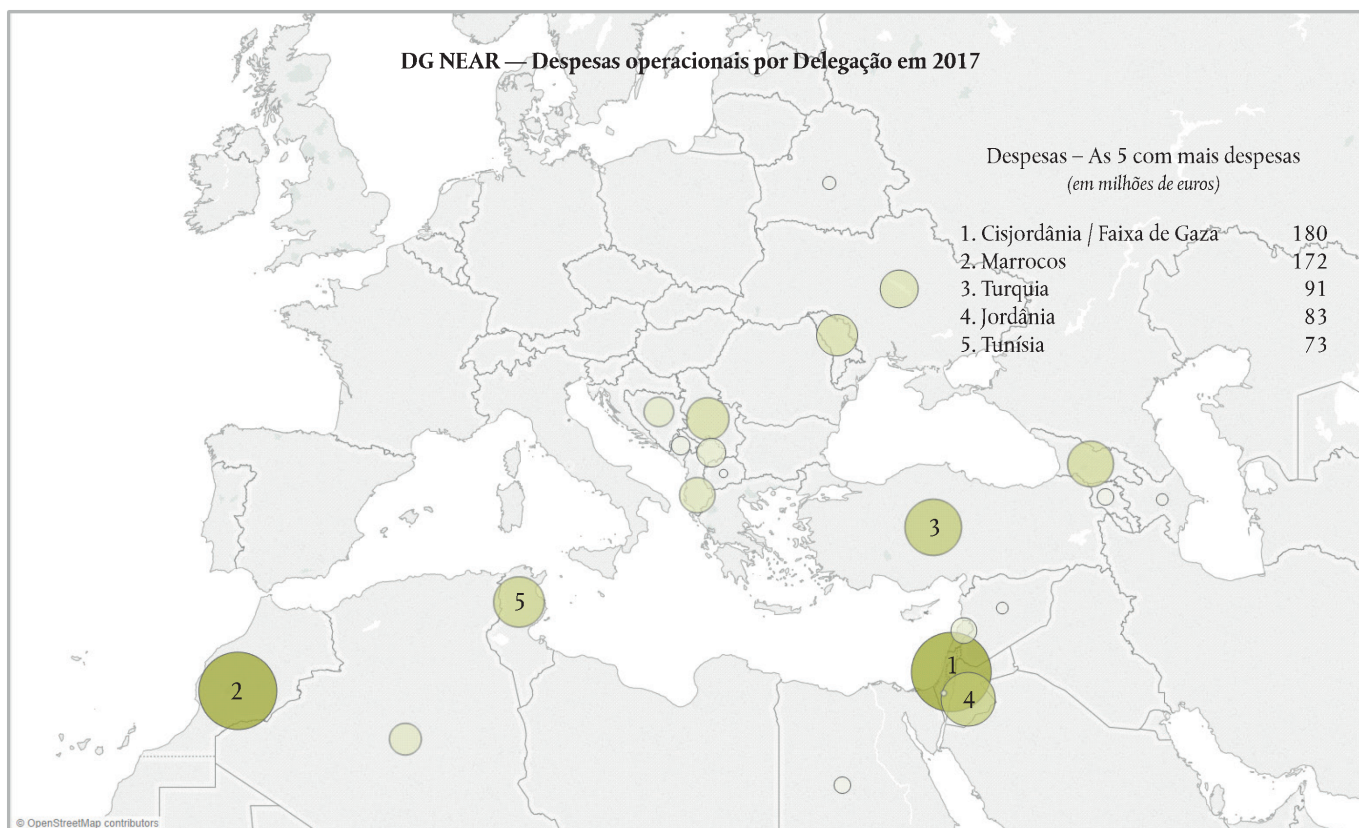 DG NEAR — Despesas operacionais por Delegação em 2017
Despesas – As 5 com mais despesas
(em milhões de euros)
1. Cisjordânia / Faixa de Gaza 180
2. Marrocos 172
3. Turquia 91
4. Jordânia 83
5. Tunísia 73
3
5
1
2
4
© OpenStreetMap contributors